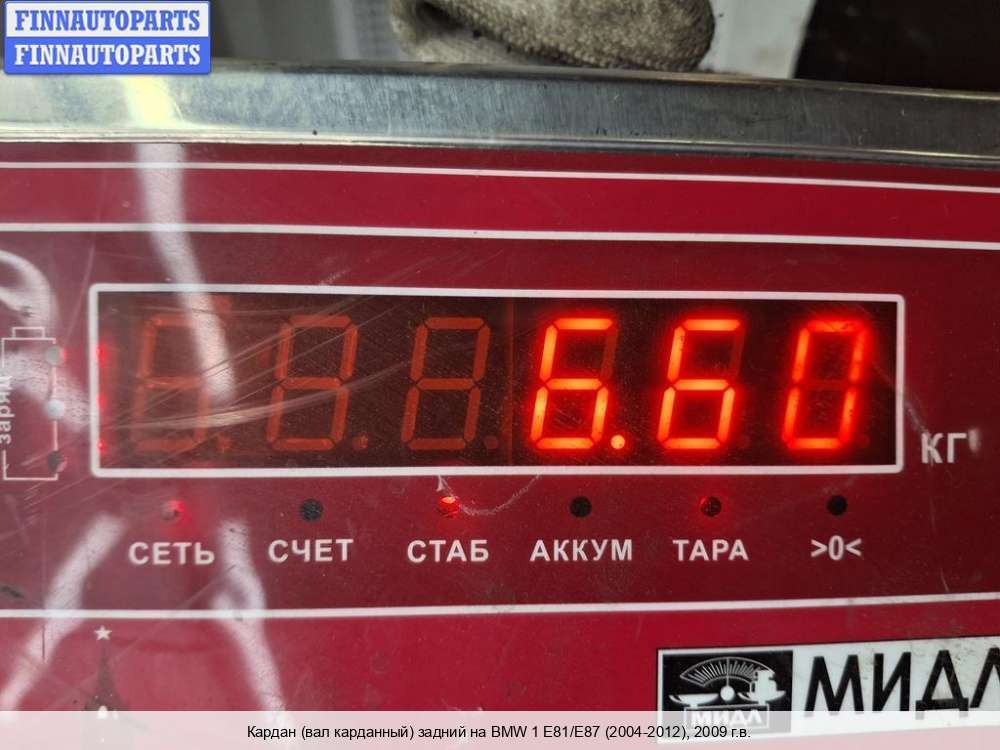 FINNAUTOPARTS
FINNAUTOPARTS
заряд
6.60
КГ
СЕТЬ СЧЕТ СТАБ АККУМ ТАРА >0<
МИДЛ
МИДЛ
Кардан (вал карданный) задний на BMW 1 E81/E87 (2004-2012), 2009 г.в.